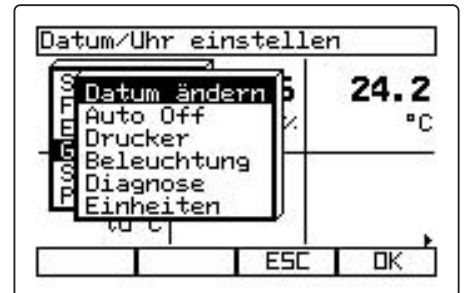 Datum/Uhr einstellen
Datum ändern
24.2
Auto Off
%
°C
Drucker
Beleuchtung
Diagnose
Einheiten
ESC OK